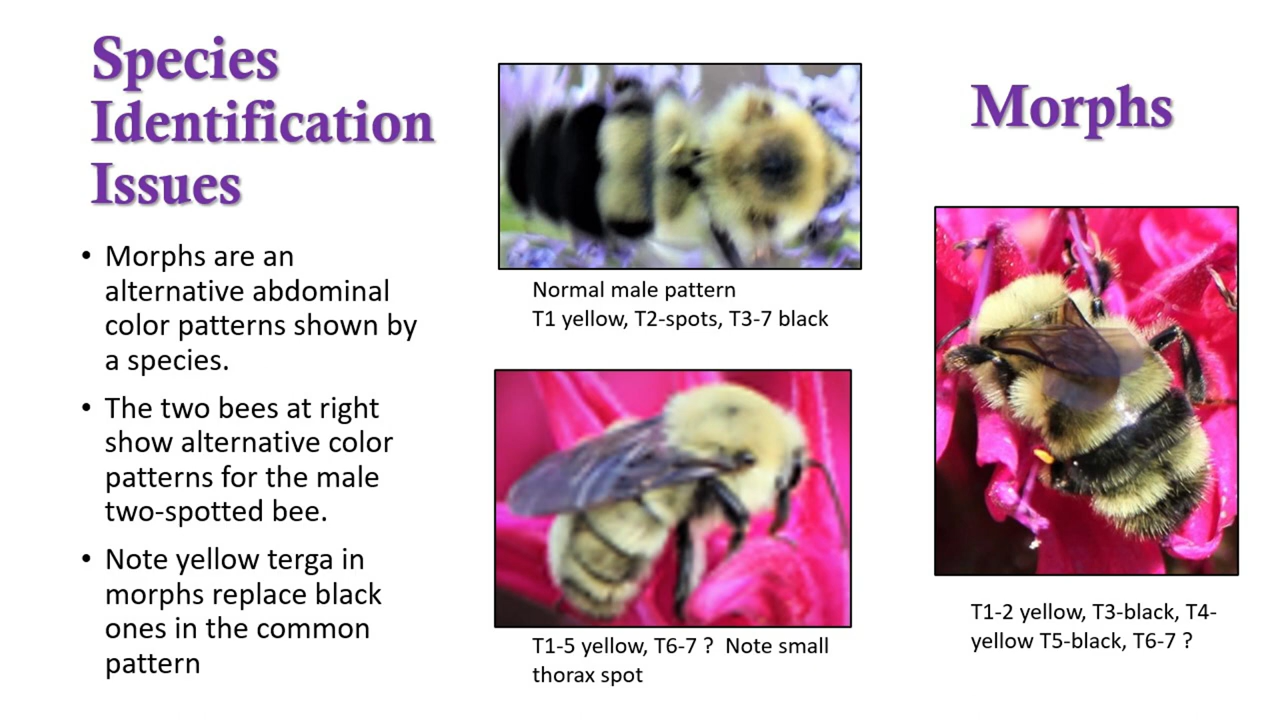 Species
Identification
Issues
• Morphs are an
alternative abdominal
color patterns shown by
a species.
• The two bees at right
show alternative color
patterns for the male
two-spotted bee.
• Note yellow terga in
morphs replace black
ones in the common
pattern
Normal male pattern
T1 yellow, T2-spots, T3-7 black
T1-5 yellow, T6-7 ? Note small
thorax spot
Morphs
T1-2 yellow, T3-black, T4-
yellow T5-black, T6-7 ?